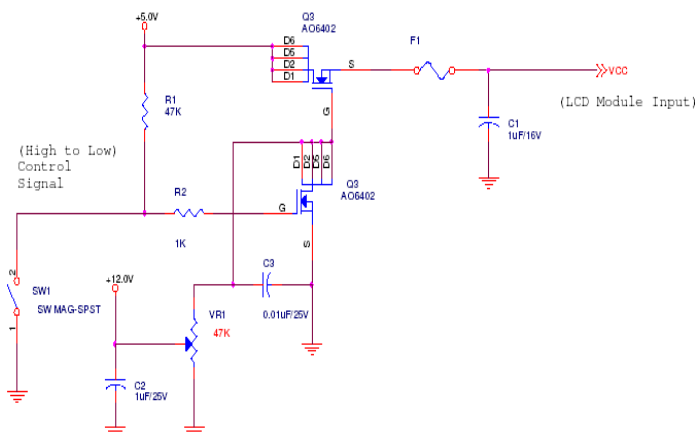 +5.0V
Q3
AO6402
D6
D5
D2
D1
S
G
F1
VCC
(LCD Module Input)
C1
1uF/16V
R1
47K
(High to Low)
Control
Signal
D1
D2
D5
D6
Q3
AO6402
R2
1K
G
S
2
SW1
SW MAG-SPST
1
+12.0V
C3
0.01uF/25V
VR1
47K
C2
1uF/25V